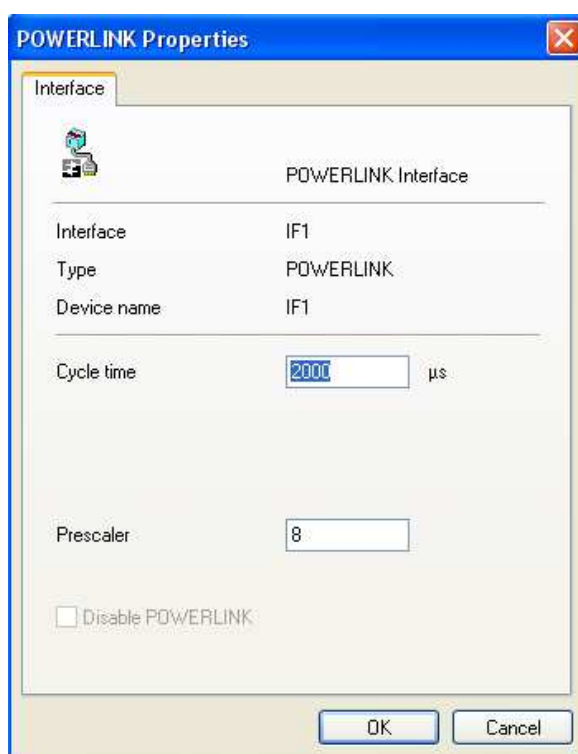 POWERLINK Properties
Interface
POWERLINK Interface
Interface IF1
Type POWERLINK
Device name IF1
Cycle time 2000 µs
Prescaler 8
Disable POWERLINK
OK Cancel